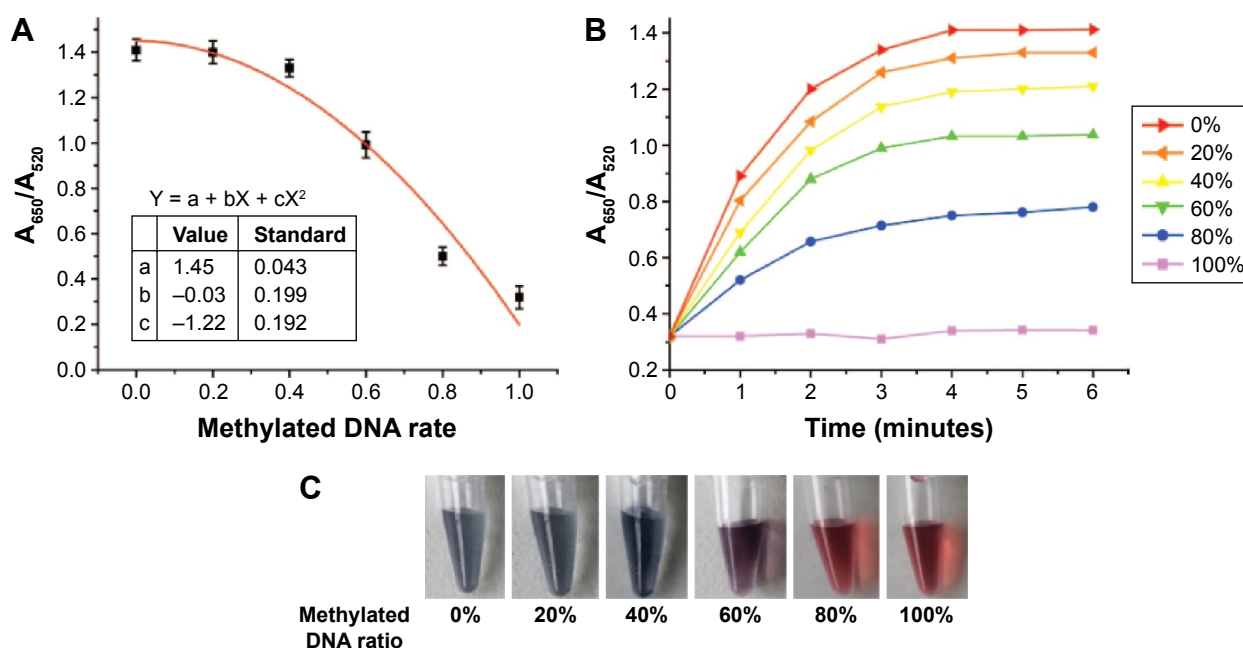 A
1.4
1.2
1.0
0.8
0.6
0.4
0.2
0.0
A650/A520
Y = a + bX + cX²
Value Standard
a 1.45 0.043
b –0.03 0.199
c –1.22 0.192
0.0 0.2 0.4 0.6 0.8 1.0
Methylated DNA rate
B
1.4
1.2
1.0
0.8
0.6
0.4
0.2
A650/A520
0 1 2 3 4 5 6
Time (minutes)
0%
20%
40%
60%
80%
100%
C
Methylated
DNA ratio
0% 20% 40% 60% 80% 100%